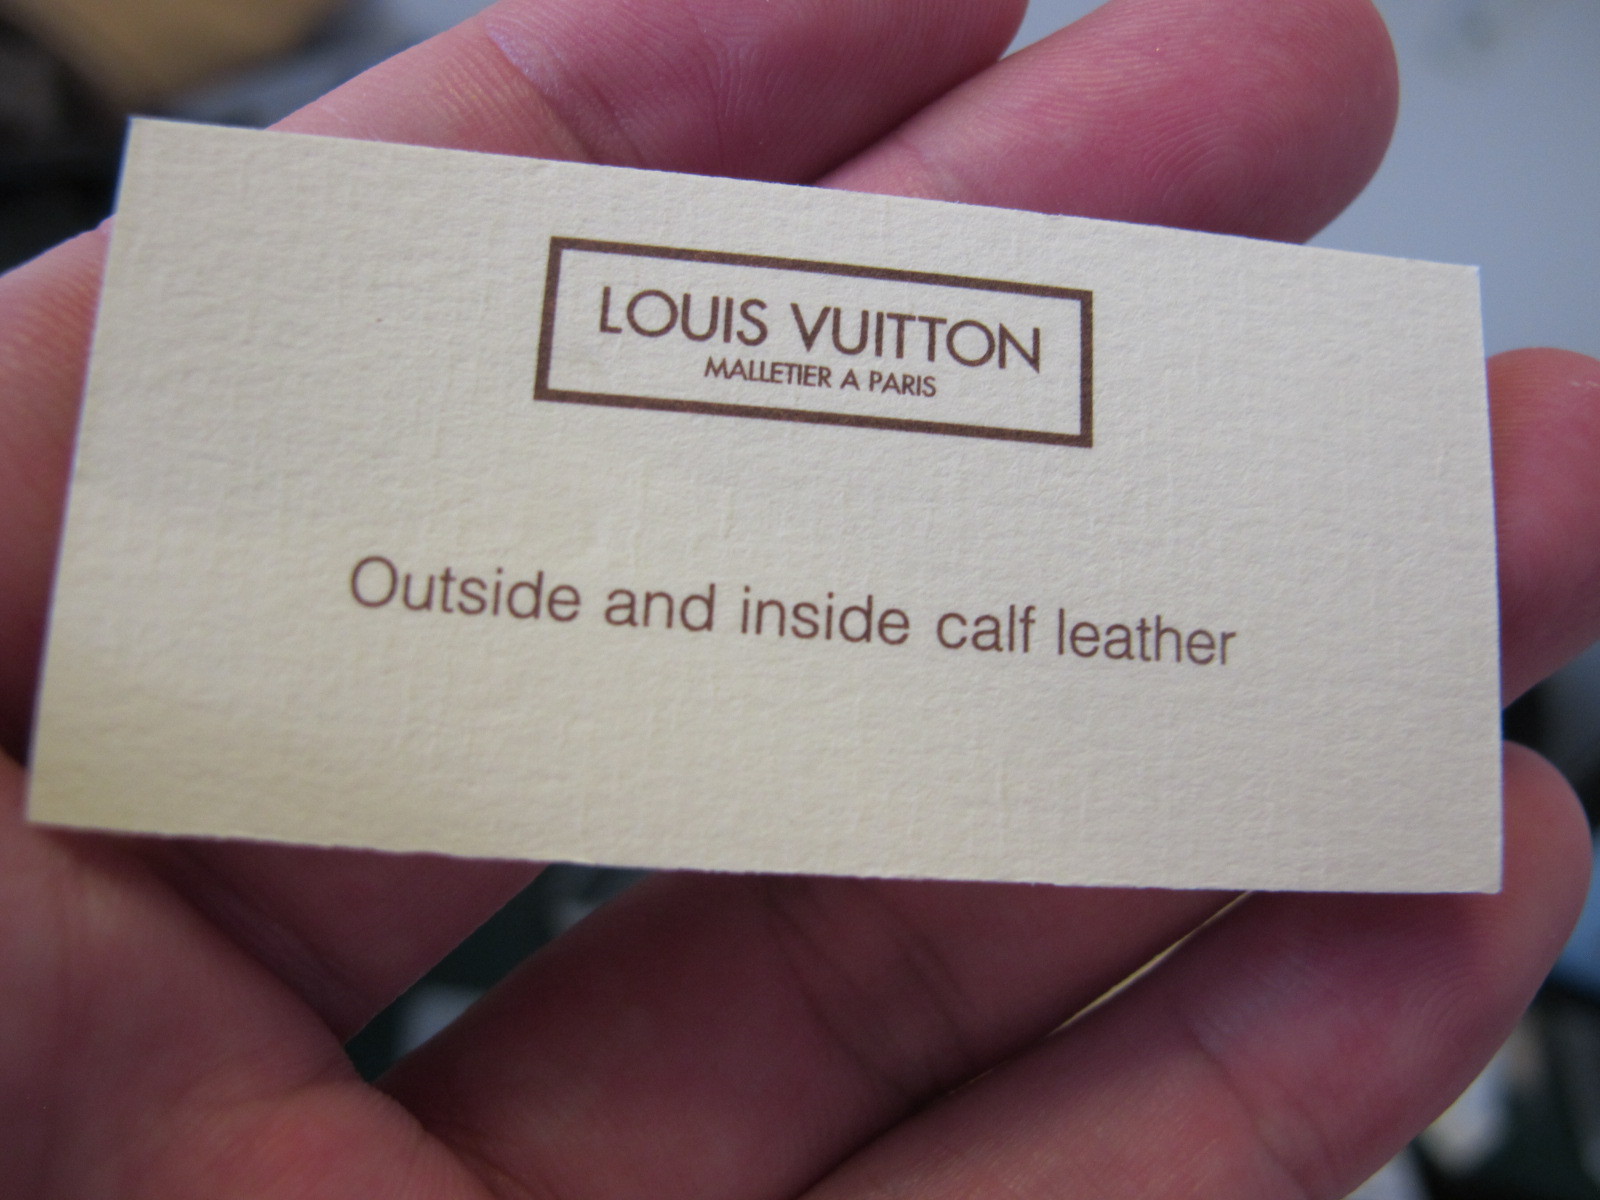 LOUIS VUITTON
MALLETIER A PARIS
Outside and inside calf leather